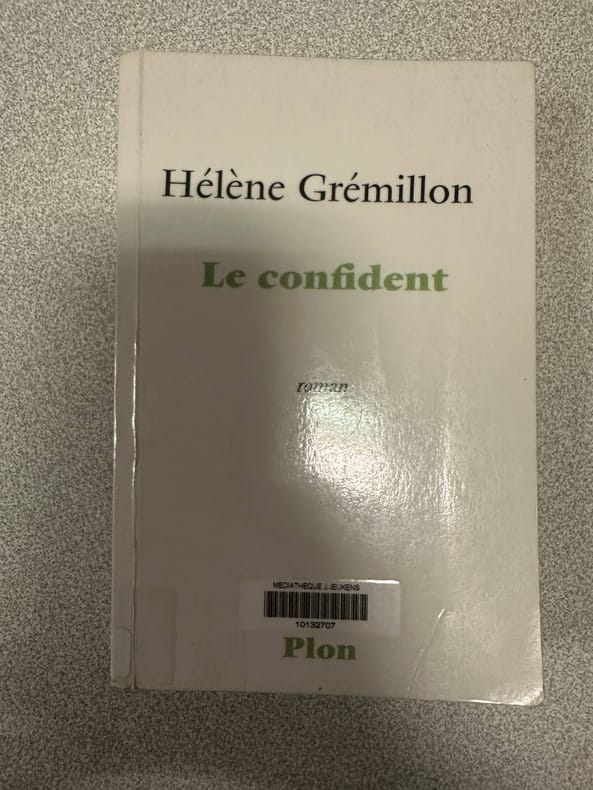 Hélène Grémillon
Le confident
roman
MEDIATHEQUE J.JEUKENS
10132707
Plon